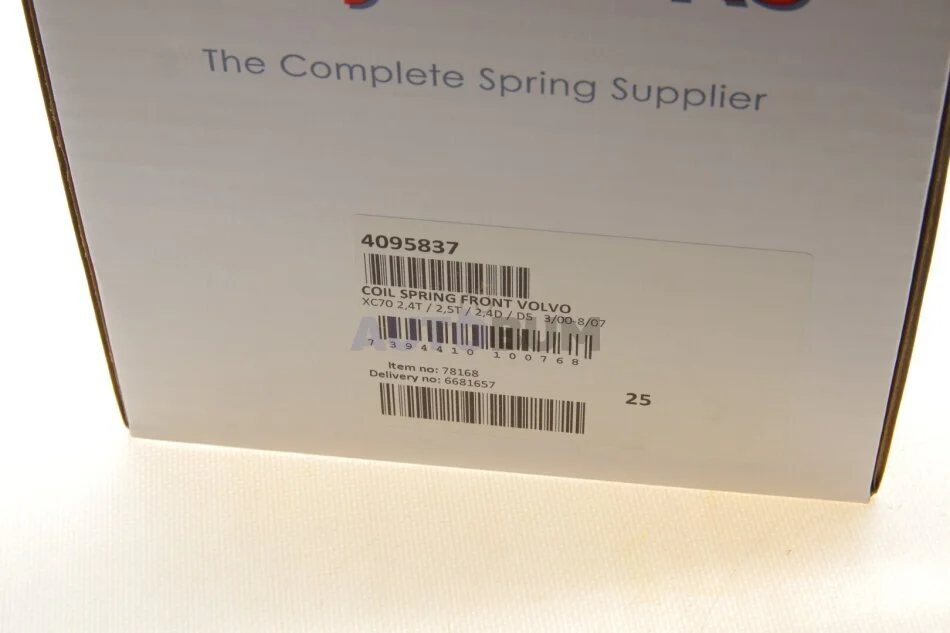 The Complete Spring Supplier
4095837
COIL SPRING FRONT VOLVO
XC70 2,4T / 2,5T / 2,4D / D5 3/00-8/07
AUTORUM
7 394410 100768
Item no: 78168
Delivery no: 6681657
25